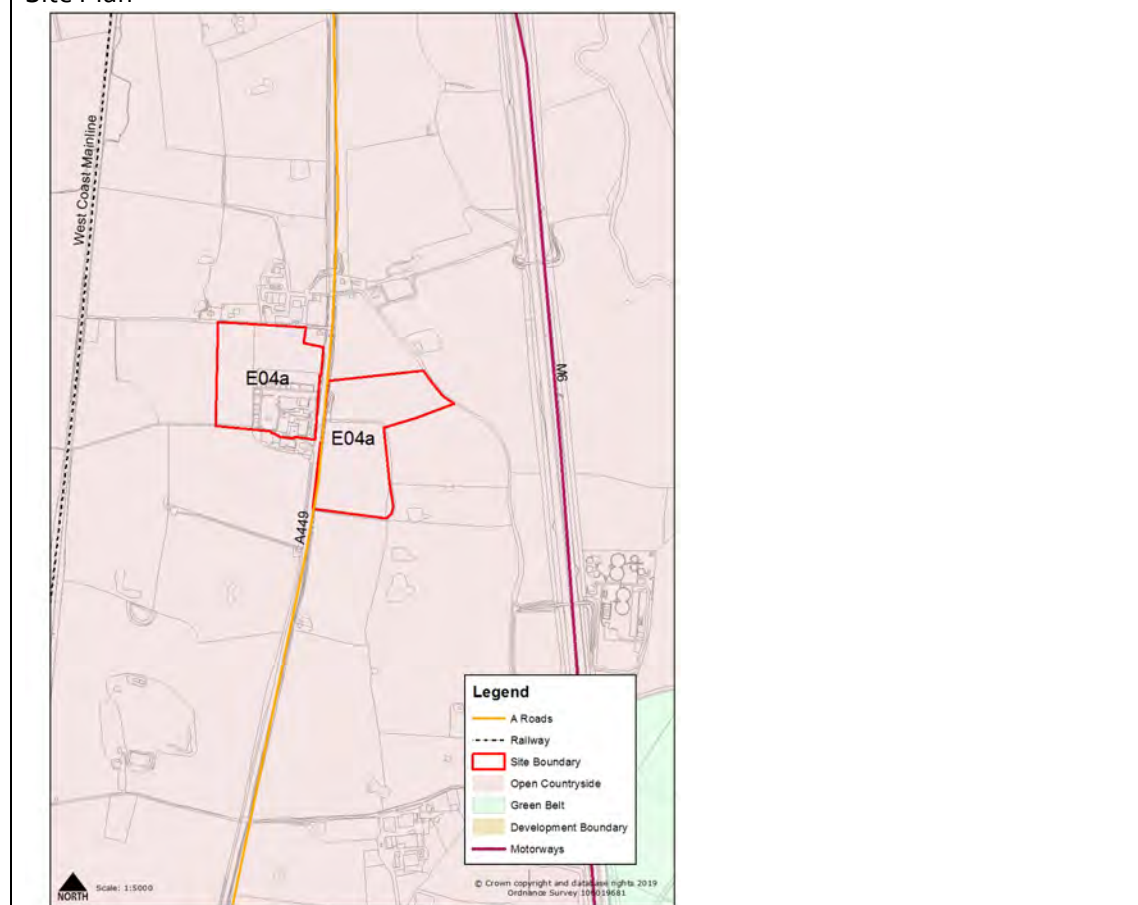 Site Plan
West Coast Mainline
E04a
M6
E04a
A449
Legend
A Roads
Railway
Site Boundary
Open Countryside
Green Belt
Development Boundary
Motorways
NORTH
Scale: 1:5000
© Crown copyright and database rights 2019
Ordnance Survey 100019681